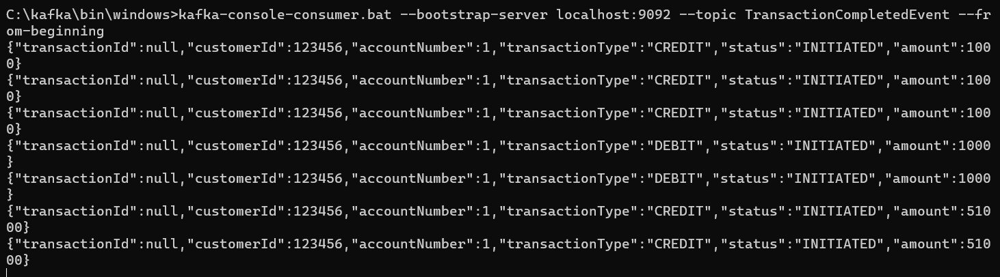 C:\kafka\bin\windows>kafka-console-consumer.bat --bootstrap-server localhost:9092 --topic TransactionCompletedEvent --fr
om-beginning
{"transactionId":null,"customerId":123456,"accountNumber":1,"transactionType":"CREDIT","status":"INITIATED","amount":100
0}
{"transactionId":null,"customerId":123456,"accountNumber":1,"transactionType":"CREDIT","status":"INITIATED","amount":100
0}
{"transactionId":null,"customerId":123456,"accountNumber":1,"transactionType":"CREDIT","status":"INITIATED","amount":100
0}
{"transactionId":null,"customerId":123456,"accountNumber":1,"transactionType":"DEBIT","status":"INITIATED","amount":1000
}
{"transactionId":null,"customerId":123456,"accountNumber":1,"transactionType":"DEBIT","status":"INITIATED","amount":1000
}
{"transactionId":null,"customerId":123456,"accountNumber":1,"transactionType":"CREDIT","status":"INITIATED","amount":510
00}
{"transactionId":null,"customerId":123456,"accountNumber":1,"transactionType":"CREDIT","status":"INITIATED","amount":510
00}